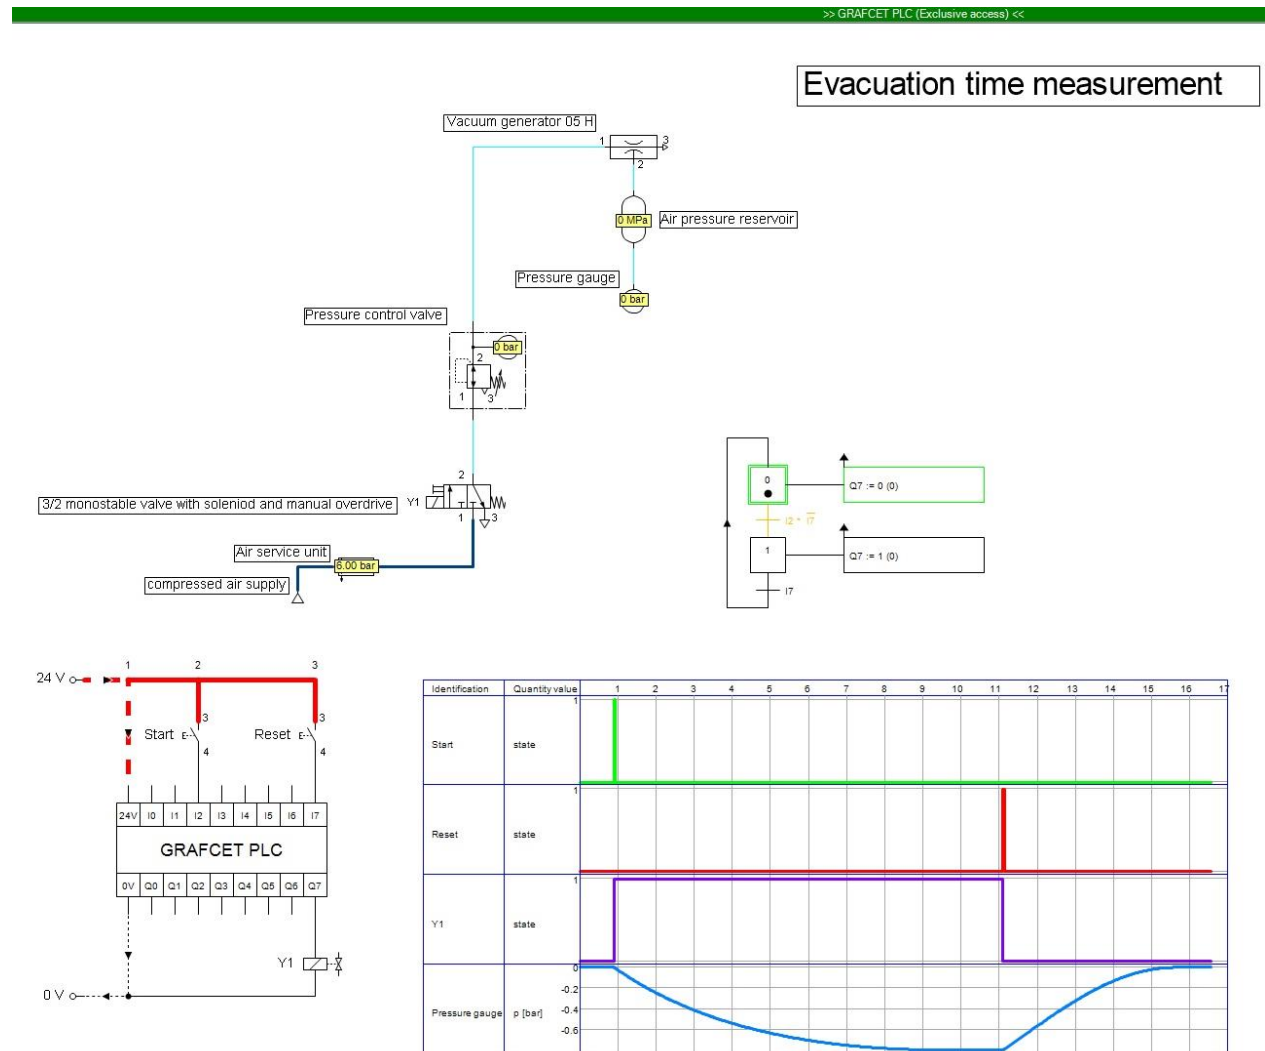 >> GRAFCET PLC (Exclusive access) <<
Evacuation time measurement
Vacuum generator 05 H
1
3
2
0 MPa
Air pressure reservoir
Pressure gauge
0 bar
Pressure control valve
0 bar
2
1
3
2
3/2 monostable valve with soleniod and manual overdrive
Y1
1
3
Air service unit
6.00 bar
compressed air supply
0
Q7 := 0 (0)
I2 * I7
1
Q7 := 1 (0)
I7
1 2 3
24 V
3 3
Start Reset
4 4
24V I0 I1 I2 I3 I4 I5 I6 I7
GRAFCET PLC
0V Q0 Q1 Q2 Q3 Q4 Q5 Q6 Q7
Y1
0 V
Identification Quantity value 1 2 3 4 5 6 7 8 9 10 11 12 13 14 15 16 17
1
Start state
1
Reset state
1
Y1 state
0
-0.2
-0.4
Pressure gauge p [bar]
-0.6